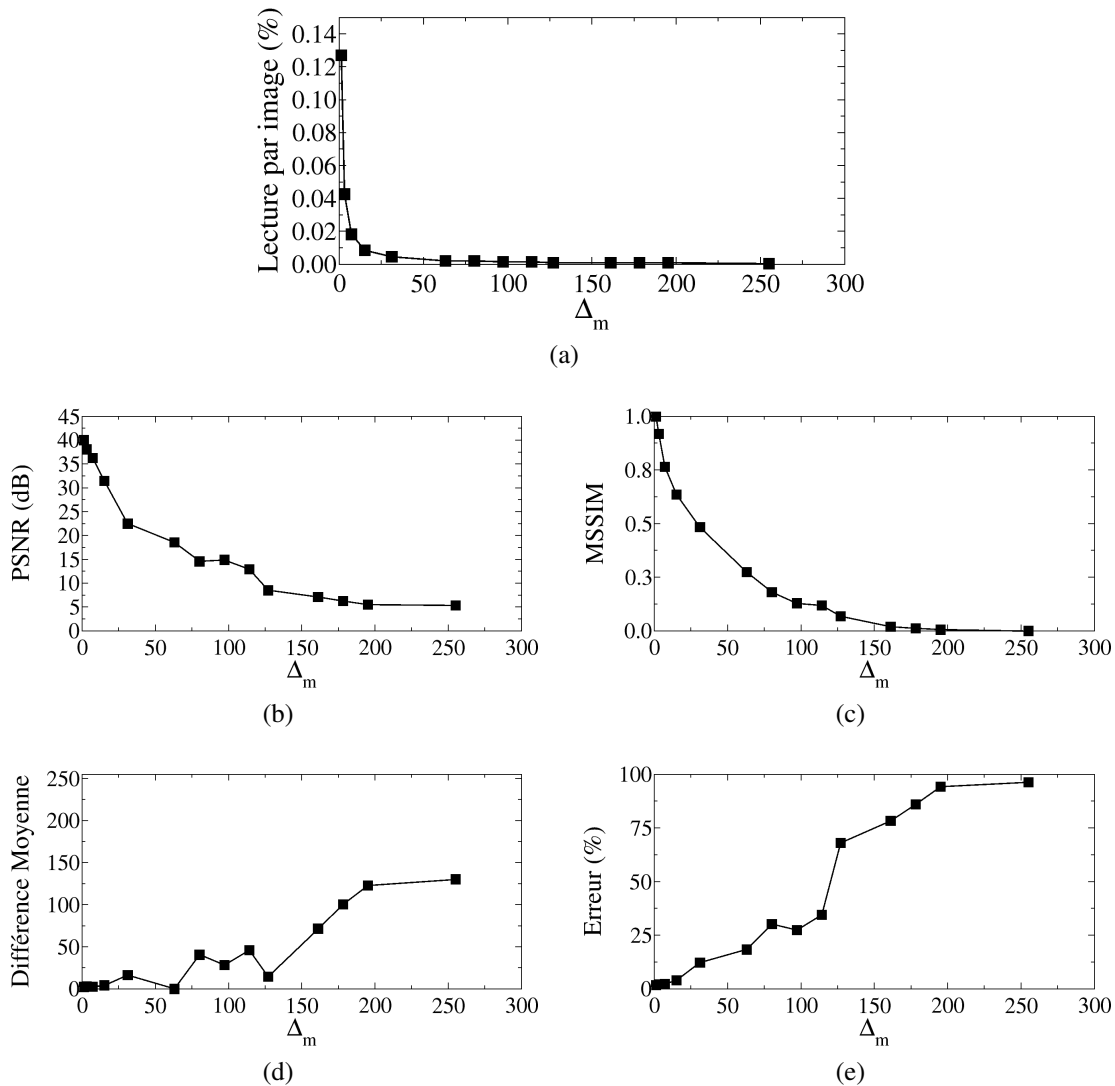 Lecture par image (%)
0.14
0.12
0.10
0.08
0.06
0.04
0.02
0.00
0 50 100 150 200 250 300
Δm
(a)
PSNR (dB)
45
40
35
30
25
20
15
10
5
0
0 50 100 150 200 250 300
Δm
(b)
MSSIM
1.0
0.8
0.5
0.3
0.0
0 50 100 150 200 250 300
Δm
(c)
Différence Moyenne
250
200
150
100
50
0
0 50 100 150 200 250 300
Δm
(d)
Erreur (%)
100
75
50
25
0
0 50 100 150 200 250 300
Δm
(e)